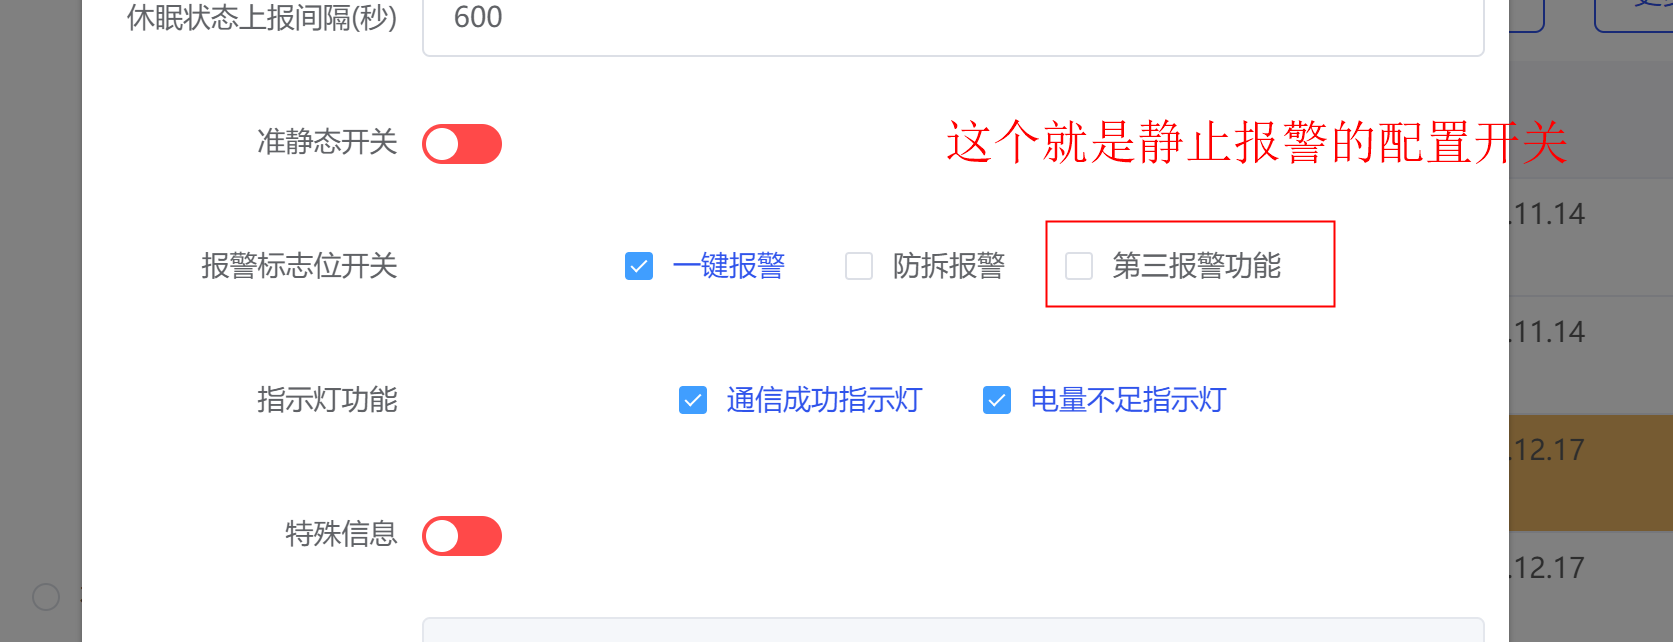 休眠状态上报间隔(秒) 600
准静态开关
这个就是静止报警的配置开关
.11.14
报警标志位开关 一键报警 防拆报警 第三报警功能
.11.14
指示灯功能 通信成功指示灯 电量不足指示灯
.12.17
特殊信息
.12.17